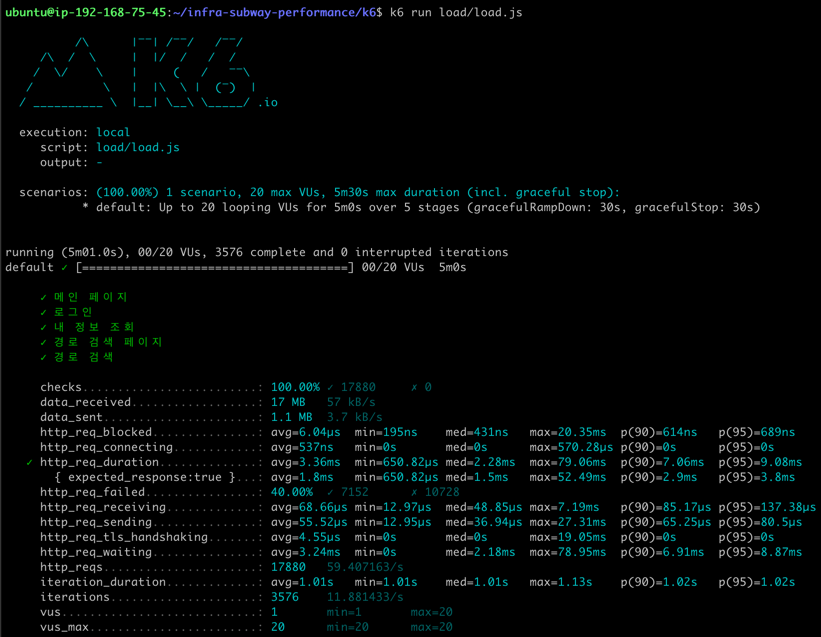 ubuntu@ip-192-168-75-45:~/infra-subway-performance/k6$ k6 run load/load.js
          /\      |‾‾| /‾‾/   /‾‾/
     /\  /  \     |  |/  /   /  /
    /  \/    \    |     (   /   ‾‾\
   /          \   |  |\  \ |  (‾)  |
  / __________ \  |__| \__\ \_____/ .io
execution: local
script: load/load.js
output: -
scenarios: (100.00%) 1 scenario, 20 max VUs, 5m30s max duration (incl. graceful stop):
* default: Up to 20 looping VUs for 5m0s over 5 stages (gracefulRampDown: 30s, gracefulStop: 30s)
running (5m01.0s), 00/20 VUs, 3576 complete and 0 interrupted iterations
default ✓ [======================================] 00/20 VUs  5m0s
✓ 메인 페이지
✓ 로그인
✓ 내 정보 조회
✓ 경로 검색 페이지
✓ 경로 검색
checks.........................: 100.00% ✓ 17880     ✗ 0
data_received..................: 17 MB   57 kB/s
data_sent......................: 1.1 MB  3.7 kB/s
http_req_blocked...............: avg=6.04µs  min=195ns    med=431ns   max=20.35ms  p(90)=614ns   p(95)=689ns
http_req_connecting............: avg=537ns   min=0s       med=0s      max=570.28µs p(90)=0s      p(95)=0s
✓ http_req_duration..............: avg=3.36ms  min=650.82µs med=2.28ms  max=79.06ms  p(90)=7.06ms  p(95)=9.08ms
{ expected_response:true }...: avg=1.8ms   min=650.82µs med=1.5ms   max=52.49ms  p(90)=2.9ms   p(95)=3.8ms
http_req_failed................: 40.00%  ✓ 7152      ✗ 10728
http_req_receiving.............: avg=68.66µs min=12.97µs  med=48.85µs max=7.19ms   p(90)=85.17µs p(95)=137.38µs
http_req_sending...............: avg=55.52µs min=12.95µs  med=36.94µs max=27.31ms  p(90)=65.25µs p(95)=80.5µs
http_req_tls_handshaking.......: avg=4.55µs  min=0s       med=0s      max=19.05ms  p(90)=0s      p(95)=0s
http_req_waiting...............: avg=3.24ms  min=0s       med=2.18ms  max=78.95ms  p(90)=6.91ms  p(95)=8.87ms
http_reqs......................: 17880   59.407163/s
iteration_duration.............: avg=1.01s   min=1.01s    med=1.01s   max=1.13s    p(90)=1.02s   p(95)=1.02s
iterations.....................: 3576    11.881433/s
vus............................: 1       min=1       max=20
vus_max........................: 20      min=20      max=20